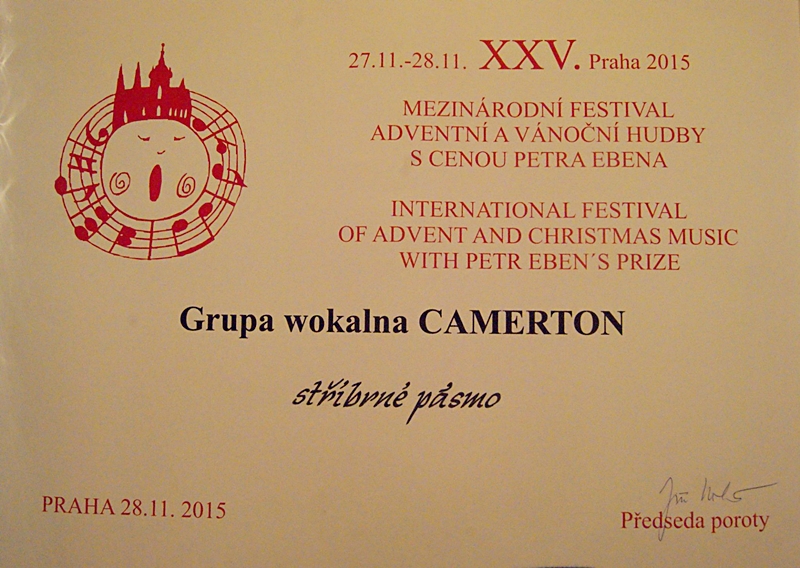 27.11.-28.11. XXV. Praha 2015
MEZINÁRODNÍ FESTIVAL
ADVENTNÍ A VÁNOČNÍ HUDBY
S CENOU PETRA EBENA
INTERNATIONAL FESTIVAL
OF ADVENT AND CHRISTMAS MUSIC
WITH PETR EBEN´S PRIZE
Grupa wokalna CAMERTON
stříbrné pásmo
PRAHA 28.11. 2015
Předseda poroty